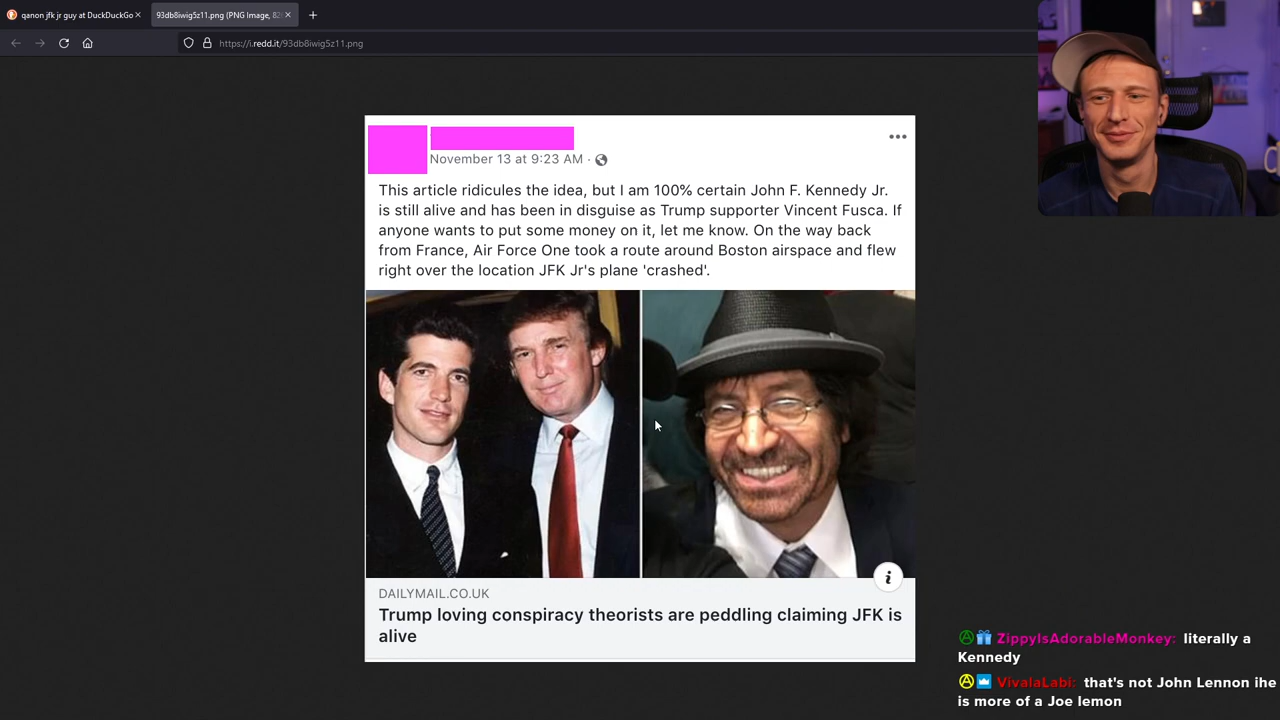 qanon jfk jr guy at DuckDuckGo
93db8iwig5z11.png (PNG Image, 82
https://i.redd.it/93db8iwig5z11.png
November 13 at 9:23 AM ·
This article ridicules the idea, but I am 100% certain John F. Kennedy Jr.
is still alive and has been in disguise as Trump supporter Vincent Fusca. If
anyone wants to put some money on it, let me know. On the way back
from France, Air Force One took a route around Boston airspace and flew
right over the location JFK Jr's plane 'crashed'.
DAILYMAIL.CO.UK
Trump loving conspiracy theorists are peddling claiming JFK is
alive
ZippyIsAdorableMonkey: literally a
Kennedy
VivalaLabi: that's not John Lennon ihe
is more of a Joe lemon